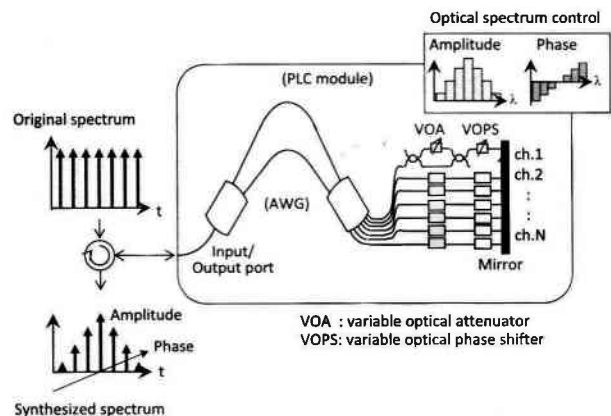 Optical spectrum control
Amplitude
Phase
λ
λ
(PLC module)
Original spectrum
t
VOA
VOPS
ch.1
ch.2
:
:
ch.N
(AWG)
Input/
Output port
Mirror
Amplitude
Phase
t
VOA : variable optical attenuator
VOPS: variable optical phase shifter
Synthesized spectrum